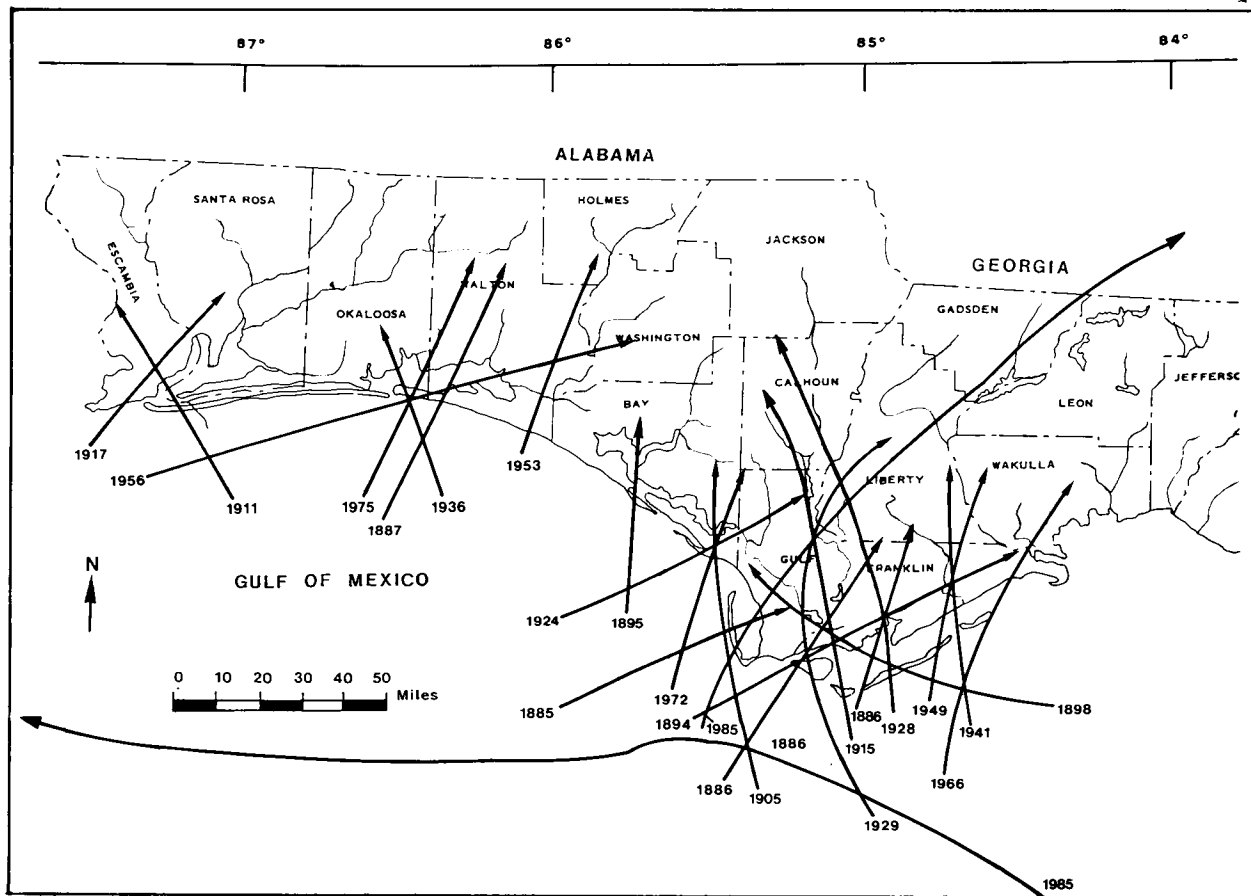 87° 86° 85° 84°
ALABAMA
SANTA ROSA
HOLMES
JACKSON
ESCAMBIA
GEORGIA
WALTON
GADSDEN
OKALOOSA
WASHINGTON
CALHOUN
JEFFERSO
BAY
LEON
1917
1956
1953
LIBERTY
WAKULLA
1911
1975
1936
1887
N
GULF OF MEXICO
GULF
FRANKLIN
1924
1895
0 10 20 30 40 50
Miles
1885
1972
1894
1985
1886
1928
1949
1941
1898
1886
1915
1886
1905
1966
1929
1985